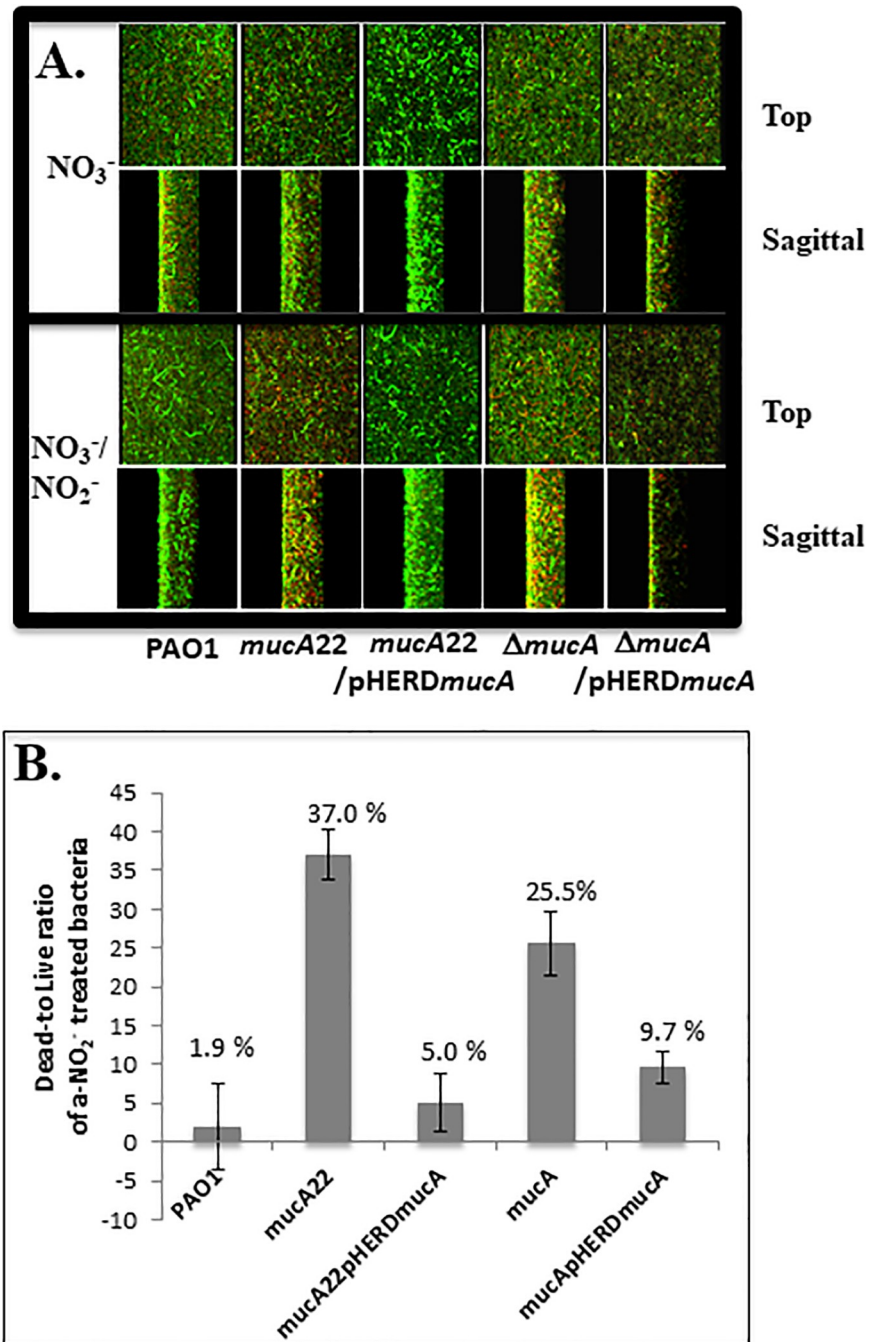 A.
NO₃⁻
Top
Sagittal
NO₃⁻/
NO₂⁻
Top
Sagittal
PAO1 mucA22 mucA22 ΔmucA ΔmucA
/pHERDmucA /pHERDmucA
B.
Dead-to Live ratio
of a-NO₂⁻ treated bacteria
45
40
35
30
25
20
15
10
5
0
-5
-10
1.9 %
37.0 %
5.0 %
25.5%
9.7 %
PAO1
mucA22
mucA22pHERDmucA
mucA
mucApHERDmucA